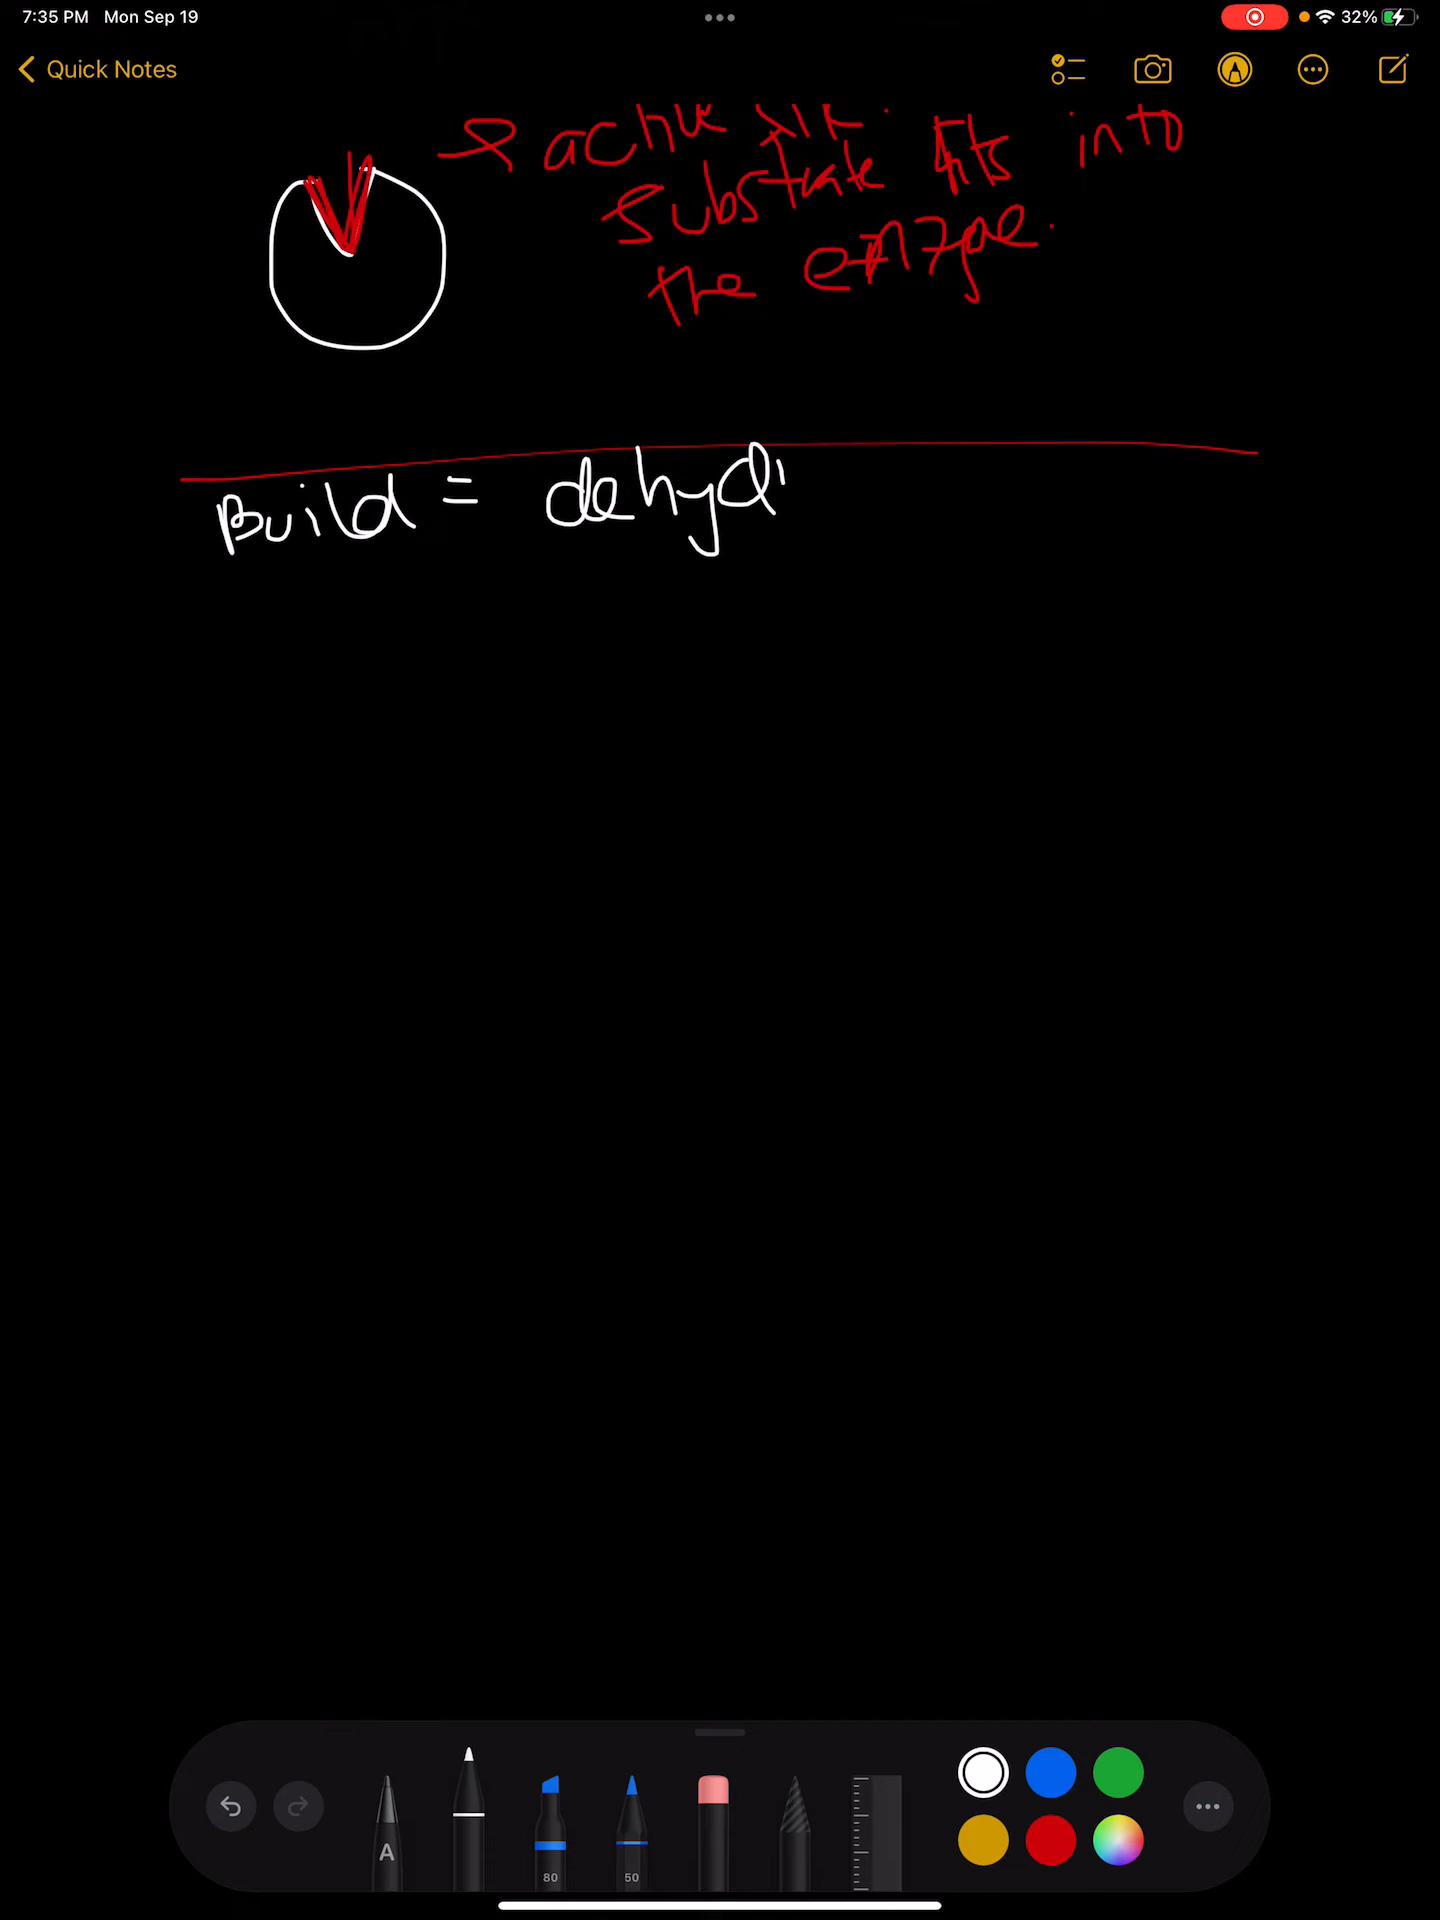 7:35 PM Mon Sep 19
32%
Quick Notes
active site.
substrate fits into
the enzyme.
Build = dehyd
A
80
50